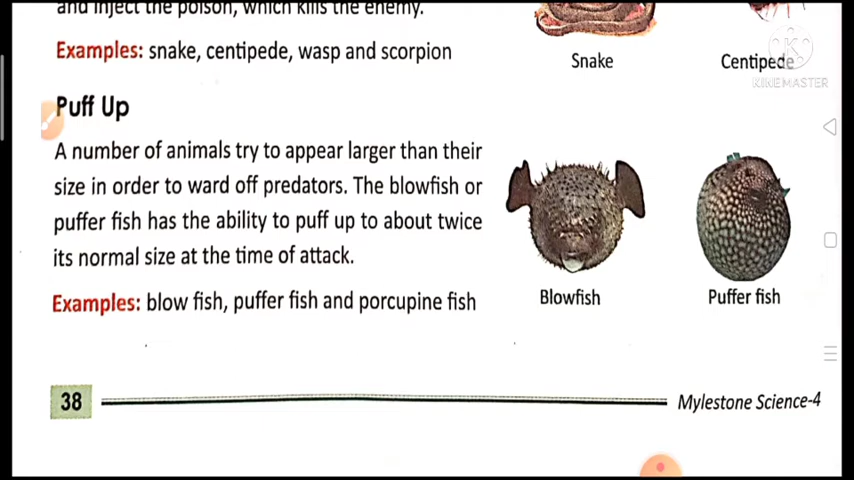 and inject the poison, which kills the enemy.
Examples: snake, centipede, wasp and scorpion
Snake
Centipede
KINEMASTER
Puff Up
A number of animals try to appear larger than their
size in order to ward off predators. The blowfish or
puffer fish has the ability to puff up to about twice
its normal size at the time of attack.
Examples: blow fish, puffer fish and porcupine fish
Blowfish
Puffer fish
38
Mylestone Science-4